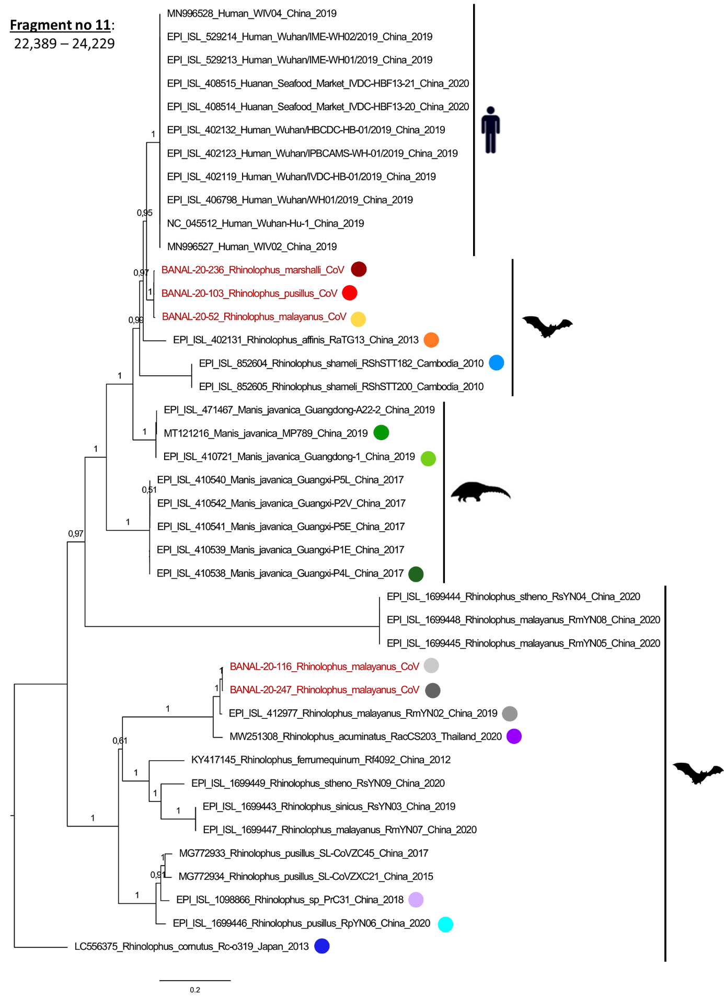 Fragment no 11:
22,389 – 24,229
MN996528_Human_WIV04_China_2019
EPI_ISL_529214_Human_Wuhan/IME-WH02/2019_China_2019
EPI_ISL_529213_Human_Wuhan/IME-WH01/2019_China_2019
EPI_ISL_408515_Huanan_Seafood_Market_IVDC-HBF13-21_China_2020
EPI_ISL_408514_Huanan_Seafood_Market_IVDC-HBF13-20_China_2020
1
EPI_ISL_402132_Human_Wuhan/HBCDC-HB-01/2019_China_2019
EPI_ISL_402123_Human_Wuhan/IPBCAMS-WH-01/2019_China_2019
EPI_ISL_402119_Human_Wuhan/IVDC-HB-01/2019_China_2019
EPI_ISL_406798_Human_Wuhan/WH01/2019_China_2019
0,95
NC_045512_Human_Wuhan-Hu-1_China_2019
MN996527_Human_WIV02_China_2019
BANAL-20-236_Rhinolophus_marshalli_CoV
0,97
1
BANAL-20-103_Rhinolophus_pusillus_CoV
BANAL-20-52_Rhinolophus_malayanus_CoV
0,99
EPI_ISL_402131_Rhinolophus_affinis_RaTG13_China_2013
EPI_ISL_852604_Rhinolophus_shameli_RShSTT182_Cambodia_2010
1
EPI_ISL_852605_Rhinolophus_shameli_RShSTT200_Cambodia_2010
EPI_ISL_471467_Manis_javanica_Guangdong-A22-2_China_2019
1
MT121216_Manis_javanica_MP789_China_2019
1
EPI_ISL_410721_Manis_javanica_Guangdong-1_China_2019
EPI_ISL_410540_Manis_javanica_Guangxi-P5L_China_2017
0,51
EPI_ISL_410542_Manis_javanica_Guangxi-P2V_China_2017
1
EPI_ISL_410541_Manis_javanica_Guangxi-P5E_China_2017
0,97
EPI_ISL_410539_Manis_javanica_Guangxi-P1E_China_2017
EPI_ISL_410538_Manis_javanica_Guangxi-P4L_China_2017
EPI_ISL_1699444_Rhinolophus_stheno_RsYN04_China_2020
EPI_ISL_1699448_Rhinolophus_malayanus_RmYN08_China_2020
EPI_ISL_1699445_Rhinolophus_malayanus_RmYN05_China_2020
BANAL-20-116_Rhinolophus_malayanus_CoV
1
1
BANAL-20-247_Rhinolophus_malayanus_CoV
1
EPI_ISL_412977_Rhinolophus_malayanus_RmYN02_China_2019
MW251308_Rhinolophus_acuminatus_RacCS203_Thailand_2020
0,61
KY417145_Rhinolophus_ferrumequinum_Rf4092_China_2012
1
EPI_ISL_1699449_Rhinolophus_stheno_RsYN09_China_2020
1
EPI_ISL_1699443_Rhinolophus_sinicus_RsYN03_China_2019
1
1
EPI_ISL_1699447_Rhinolophus_malayanus_RmYN07_China_2020
MG772933_Rhinolophus_pusillus_SL-CoVZC45_China_2017
1
0,91
MG772934_Rhinolophus_pusillus_SL-CoVZXC21_China_2015
1
EPI_ISL_1098866_Rhinolophus_sp_PrC31_China_2018
EPI_ISL_1699446_Rhinolophus_pusillus_RpYN06_China_2020
LC556375_Rhinolophus_cornutus_Rc-o319_Japan_2013
0.2